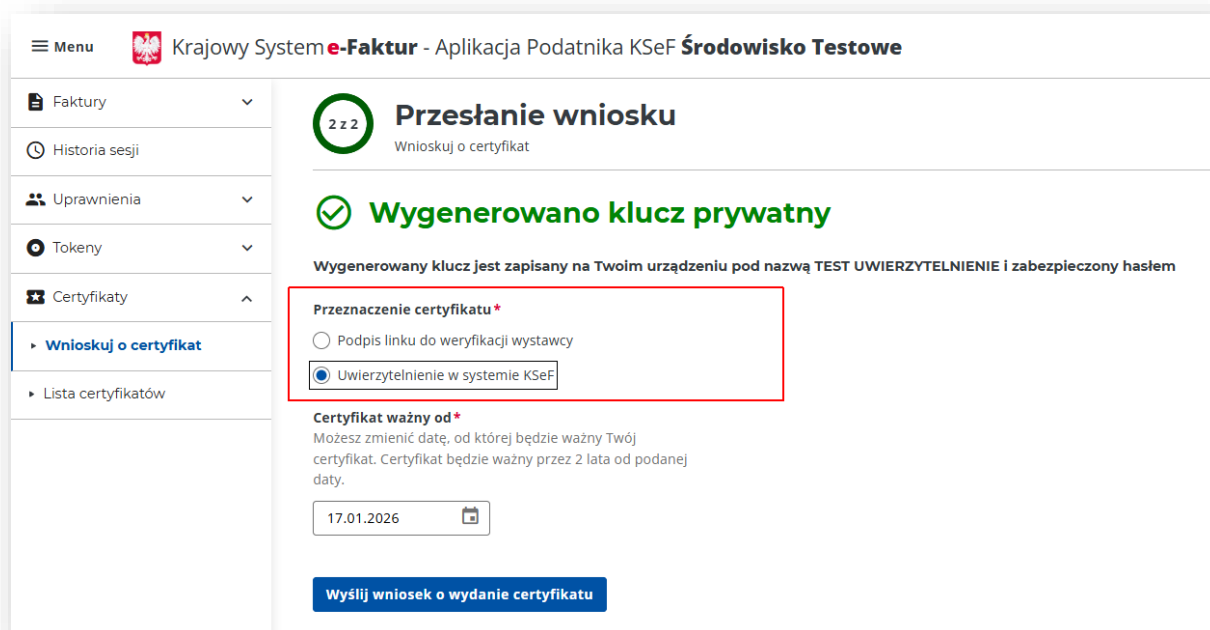 Menu
Krajowy System e-Faktur - Aplikacja Podatnika KSeF Środowisko Testowe
Faktury
Historia sesji
Uprawnienia
Tokeny
Certyfikaty
Wnioskuj o certyfikat
Lista certyfikatów
2 z 2
Przesłanie wniosku
Wnioskuj o certyfikat
Wygenerowano klucz prywatny
Wygenerowany klucz jest zapisany na Twoim urządzeniu pod nazwą TEST UWIERZYTELNIENIE i zabezpieczony hasłem
Przeznaczenie certyfikatu*
Podpis linku do weryfikacji wystawcy
Uwierzytelnienie w systemie KSeF
Certyfikat ważny od*
Możesz zmienić datę, od której będzie ważny Twój
certyfikat. Certyfikat będzie ważny przez 2 lata od podanej
daty.
17.01.2026
Wyślij wniosek o wydanie certyfikatu